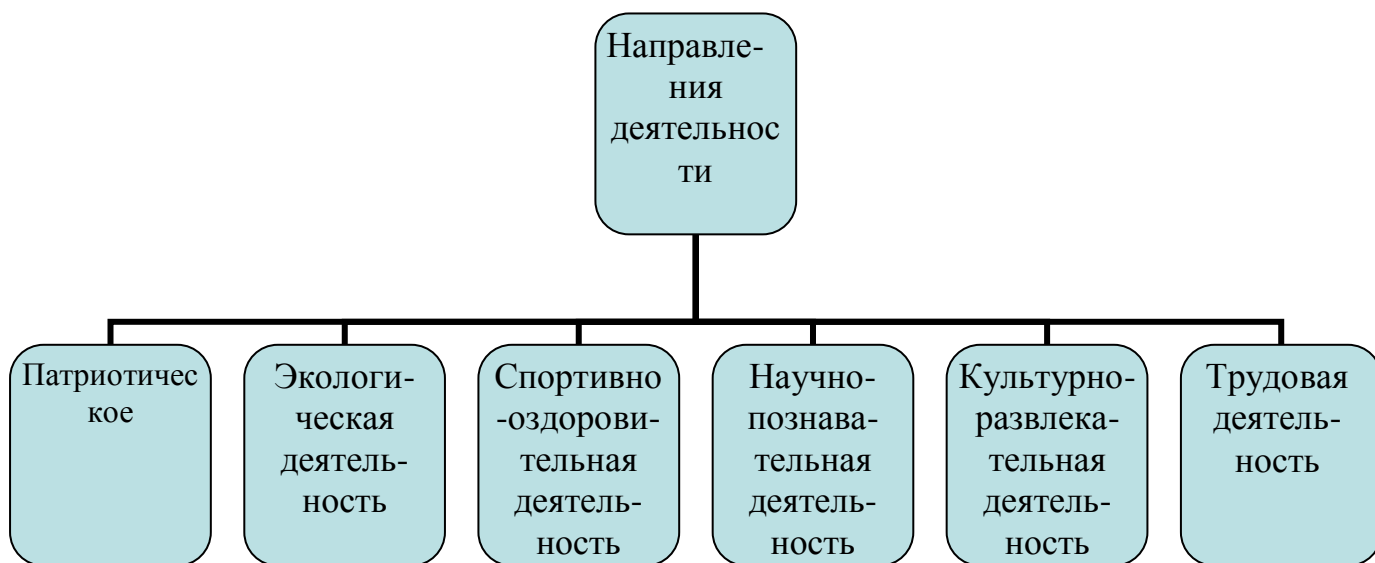 Направле-
ния
деятельнос
ти
Патриотичес
кое
Экологи-
ческая
деятель-
ность
Спортивно
-оздорови-
тельная
деятель-
ность
Научно-
познава-
тельная
деятель-
ность
Культурно-
развлека-
тельная
деятель-
ность
Трудовая
деятель-
ность